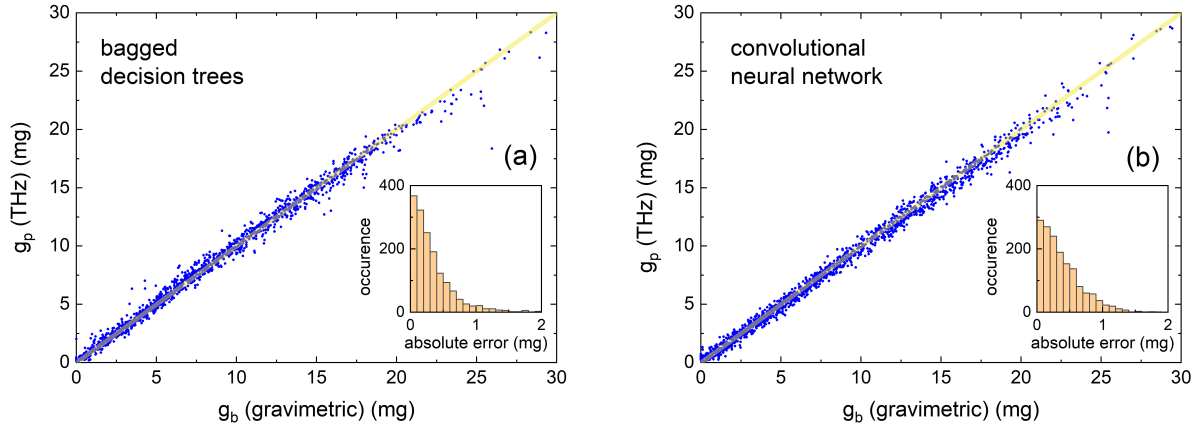 30
25
20
15
10
5
0
g_p (THz) (mg)
bagged
decision trees
(a)
400
200
0
occurence
0 1 2
absolute error (mg)
0 5 10 15 20 25 30
g_b (gravimetric) (mg)
30
25
20
15
10
5
0
g_p (THz) (mg)
convolutional
neural network
(b)
400
200
0
occurence
0 1 2
absolute error (mg)
0 5 10 15 20 25 30
g_b (gravimetric) (mg)